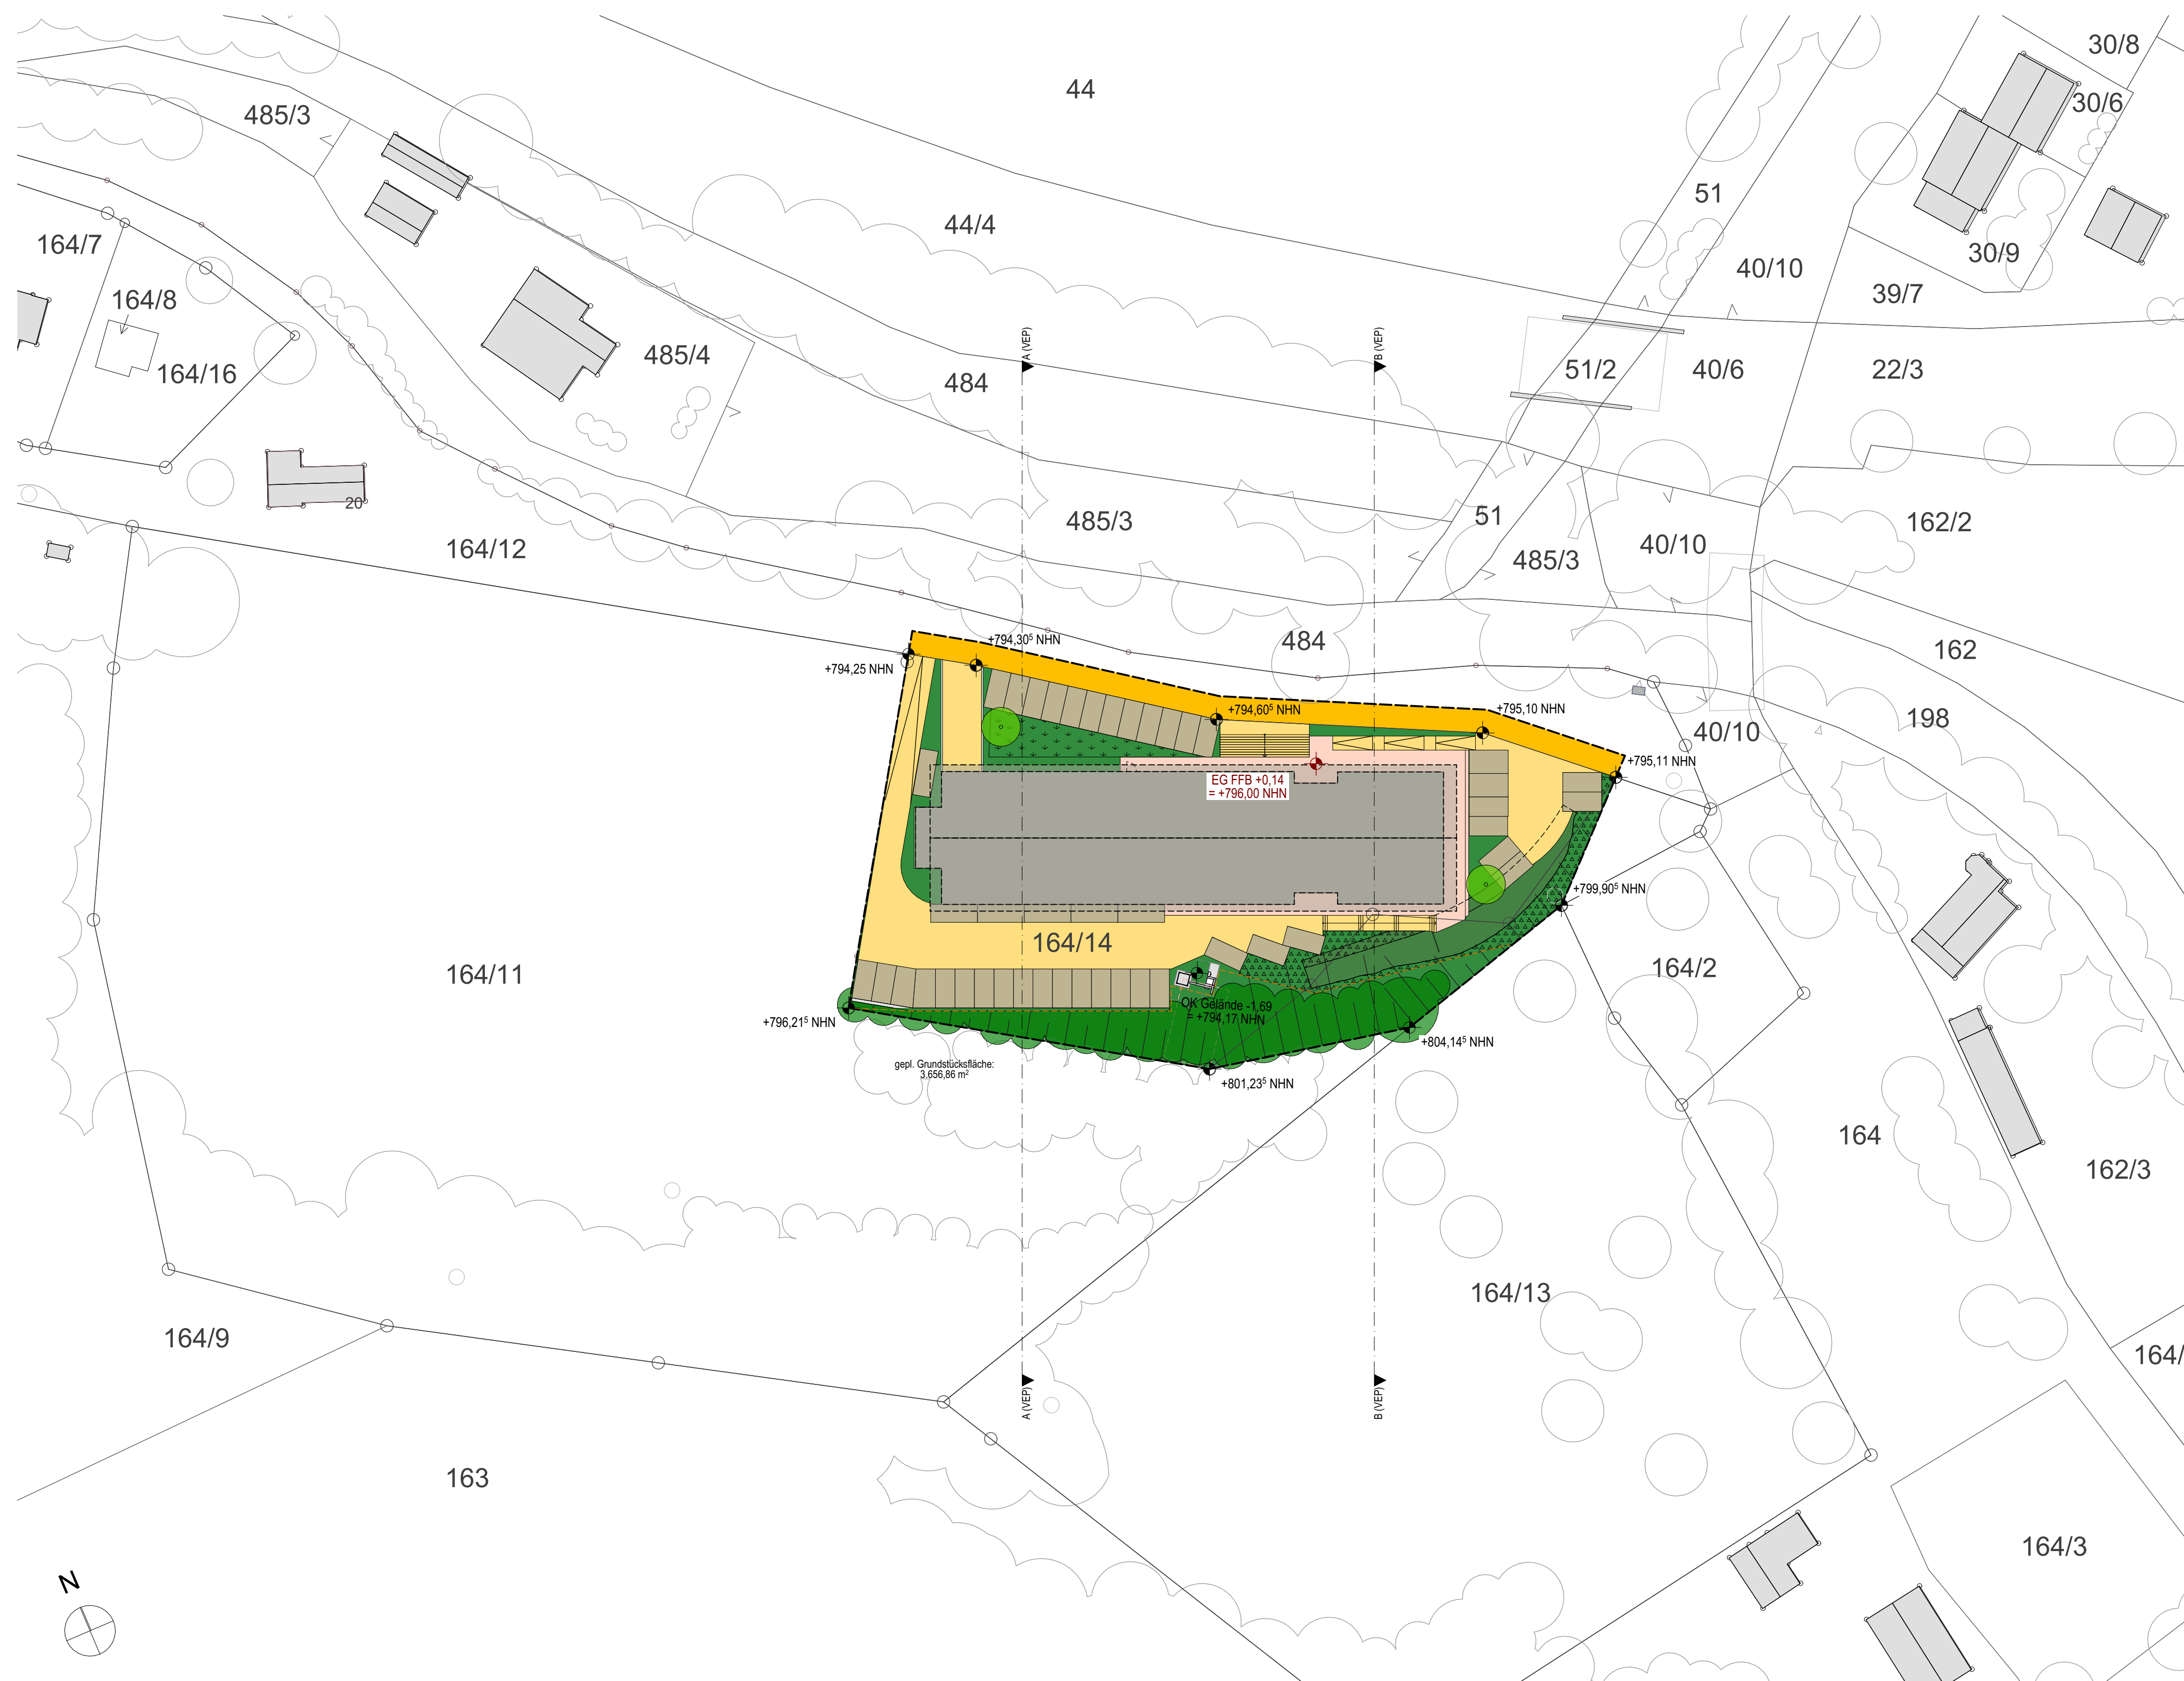 44
30/8
30/6
485/3
51
44/4
164/7
40/10
30/9
164/8
39/7
A (VEP)
B (VEP)
485/4
164/16
484
51/2
40/6
22/3
20
485/3
51
162/2
164/12
485/3
40/10
484
162
+794,30⁵ NHN
+794,25 NHN
+794,60⁵ NHN
+795,10 NHN
198
40/10
+795,11 NHN
EG FFB +0,14
= +796,00 NHN
+799,90⁵ NHN
164/14
164/11
164/2
OK Gelände -1,69
= +794,17 NHN
+796,21⁵ NHN
+804,14⁵ NHN
gepl. Grundstücksfläche:
3.656,86 m²
+801,23⁵ NHN
164
162/3
164/13
164/9
164/
A (VEP)
B (VEP)
163
164/3
N